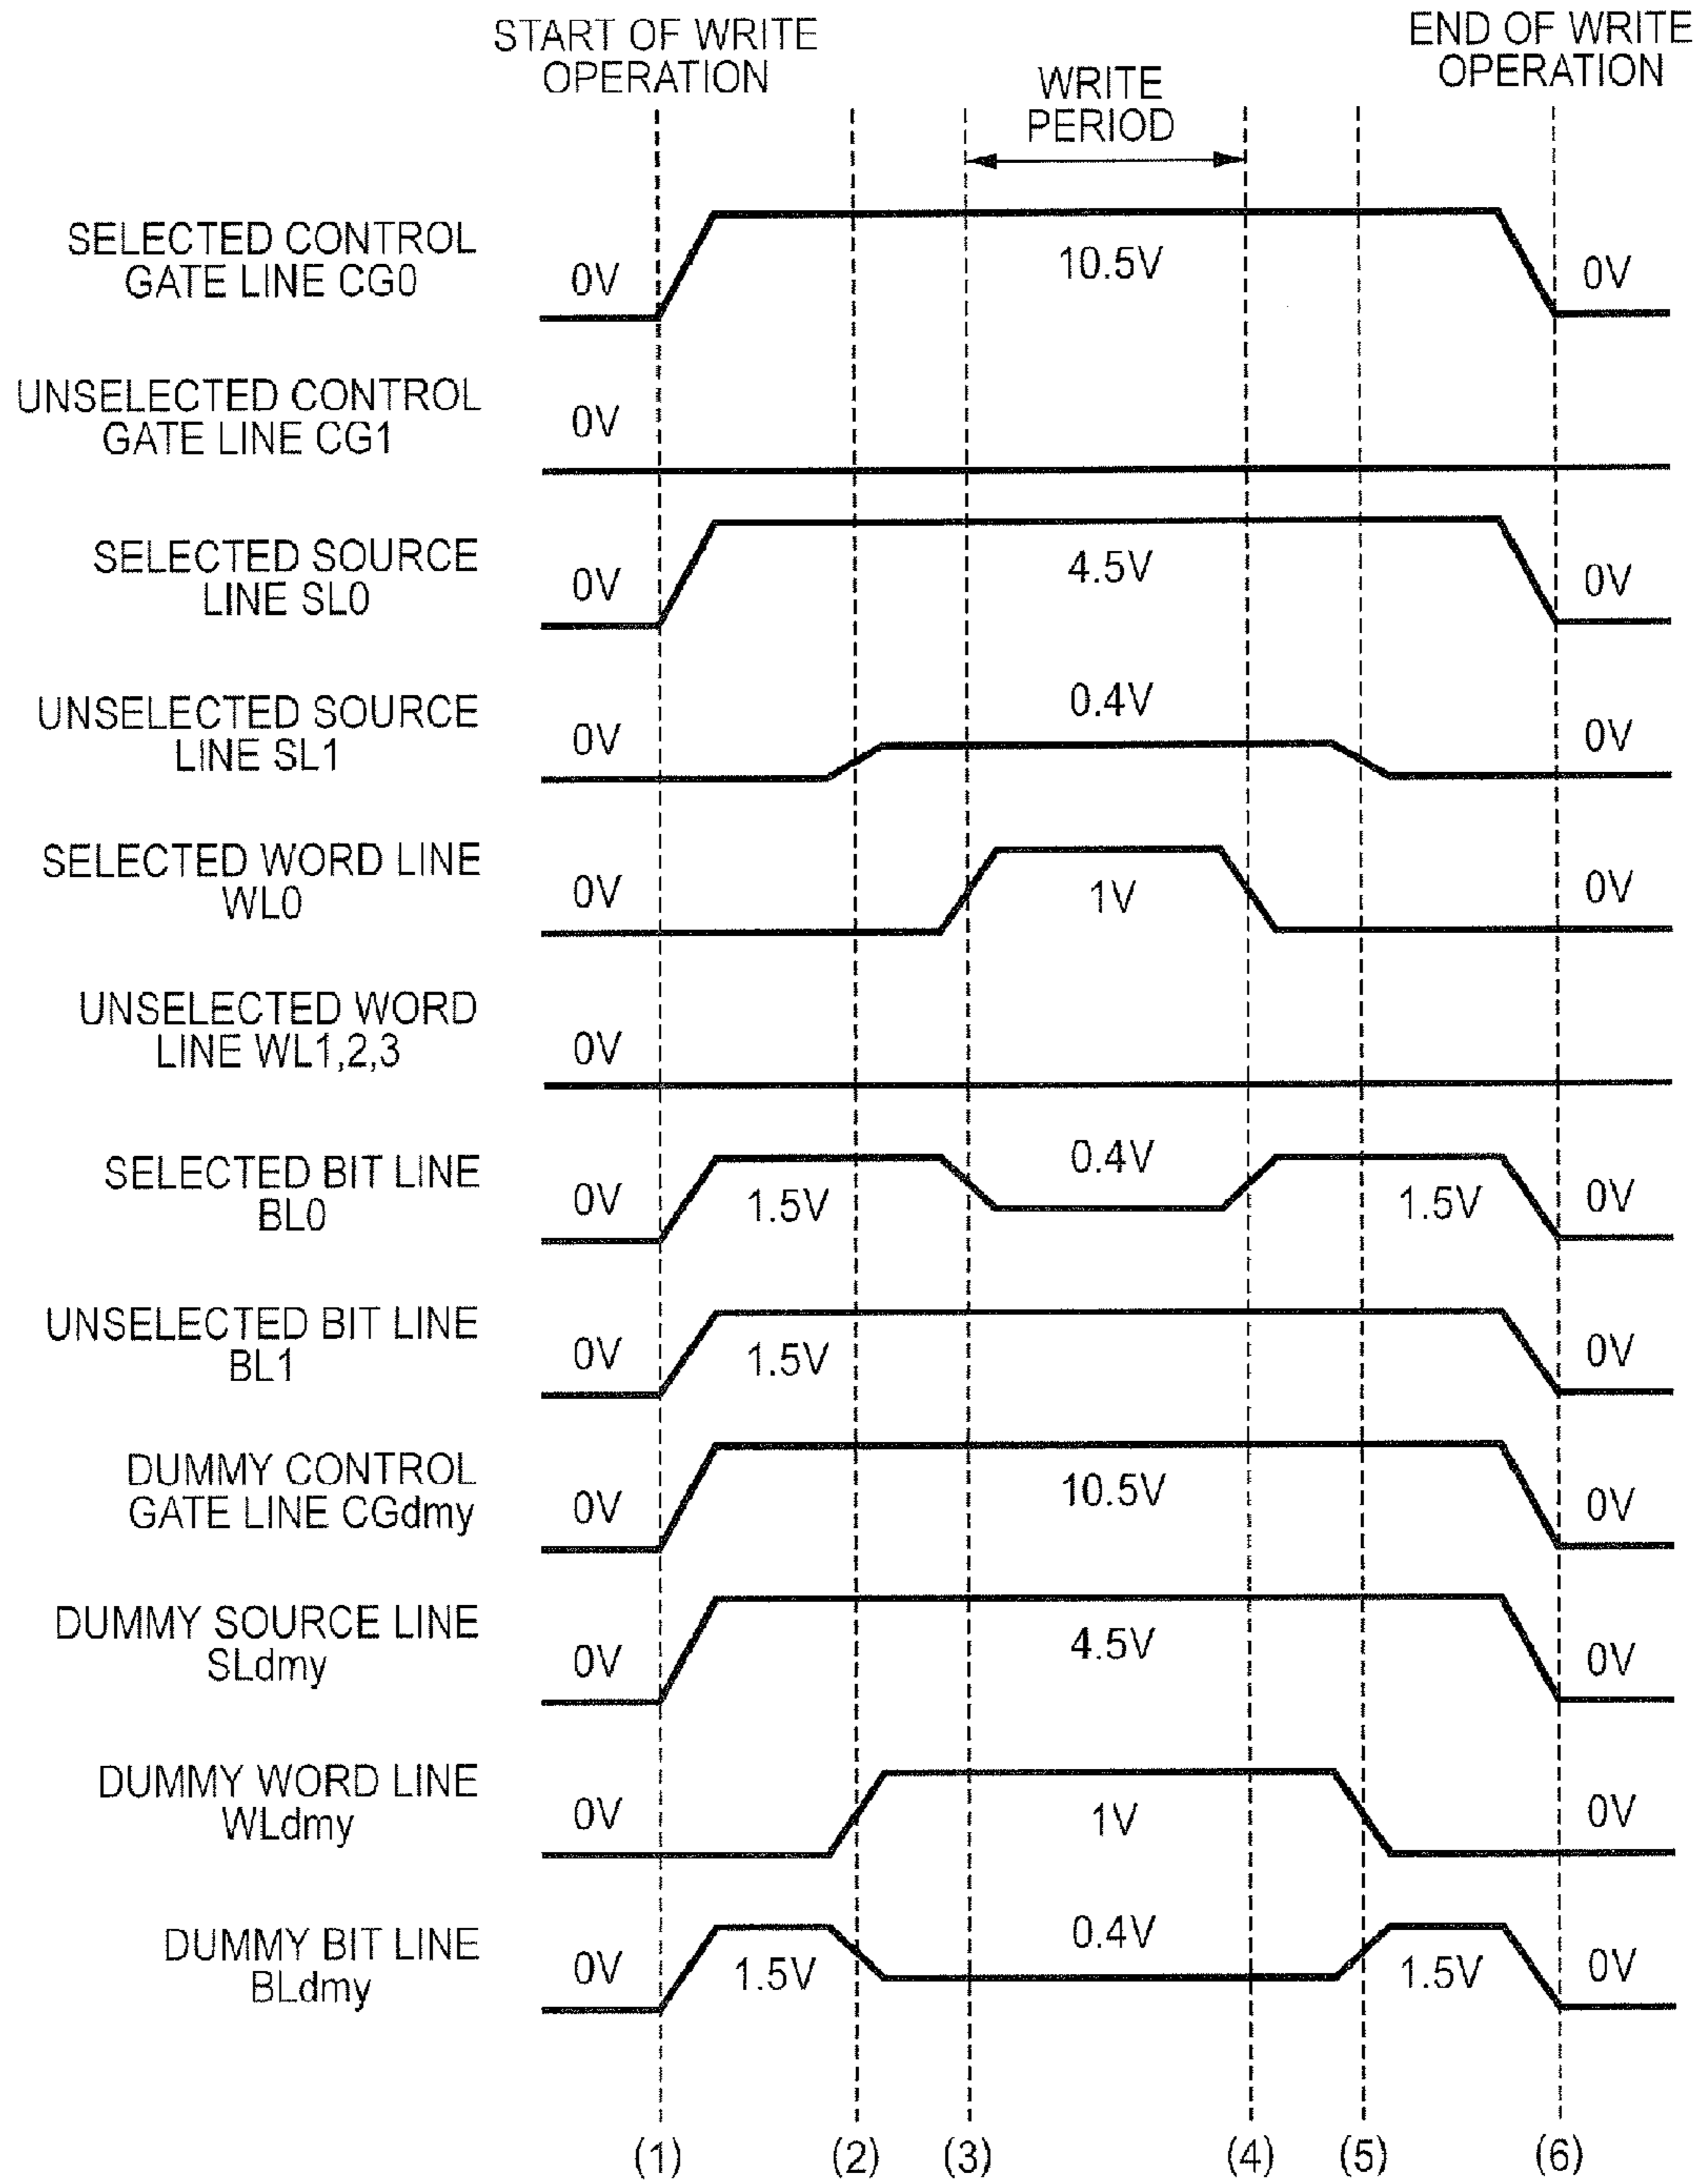 START OF WRITE
OPERATION
END OF WRITE
OPERATION
WRITE
PERIOD
SELECTED CONTROL
GATE LINE CG0
0V
10.5V
0V
UNSELECTED CONTROL
GATE LINE CG1
0V
SELECTED SOURCE
LINE SL0
0V
4.5V
0V
UNSELECTED SOURCE
LINE SL1
0V
0.4V
0V
SELECTED WORD LINE
WL0
0V
1V
0V
UNSELECTED WORD
LINE WL1,2,3
0V
SELECTED BIT LINE
BL0
0V
1.5V
0.4V
1.5V
0V
UNSELECTED BIT LINE
BL1
0V
1.5V
0V
DUMMY CONTROL
GATE LINE CGdmy
0V
10.5V
0V
DUMMY SOURCE LINE
SLdmy
0V
4.5V
0V
DUMMY WORD LINE
WLdmy
0V
1V
0V
DUMMY BIT LINE
BLdmy
0V
1.5V
0.4V
1.5V
0V
(1) (2) (3) (4) (5) (6)